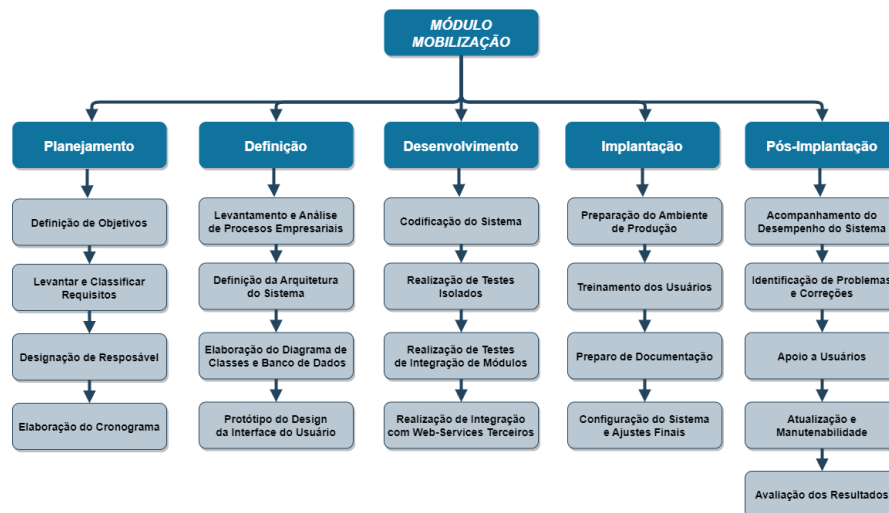 MÓDULO
MOBILIZAÇÃO
Planejamento
Definição
Desenvolvimento
Implantação
Pós-Implantação
Definição de Objetivos
Levantamento e Análise
de Procesos Empresariais
Codificação do Sistema
Preparação do Ambiente
de Produção
Acompanhamento do
Desempenho do Sistema
Levantar e Classificar
Requisitos
Definição da Arquitetura
do Sistema
Realização de Testes
Isolados
Treinamento dos Usuários
Identificação de Problemas
e Correções
Designação de Resposável
Elaboração do Diagrama de
Classes e Banco de Dados
Realização de Testes
de Integração de Módulos
Preparo de Documentação
Apoio a Usuários
Elaboração do Cronograma
Protótipo do Design
da Interface do Usuário
Realização de Integração
com Web-Services Terceiros
Configuração do Sistema
e Ajustes Finais
Atualização e
Manutenabilidade
Avaliação dos Resultados